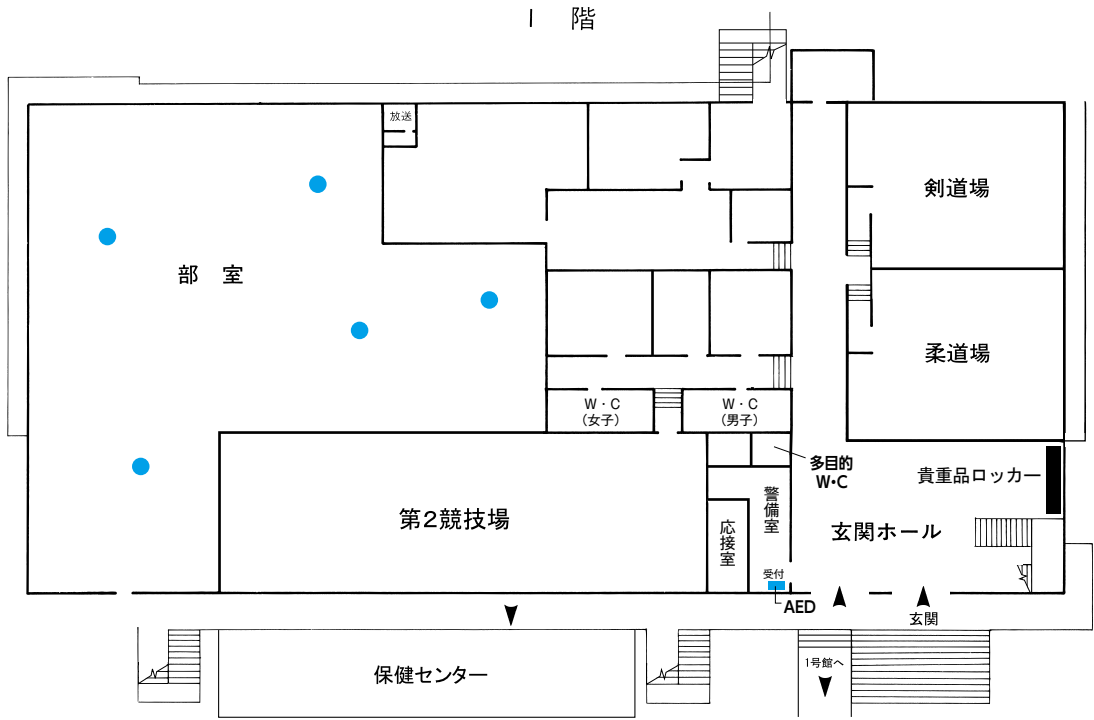 1 階
放送
剣道場
部 室
柔道場
W・C
(女子)
W・C
(男子)
多目的
W・C
貴重品ロッカー
警備室
第2競技場
応接室
玄関ホール
受付
AED
玄関
1号館へ
保健センター